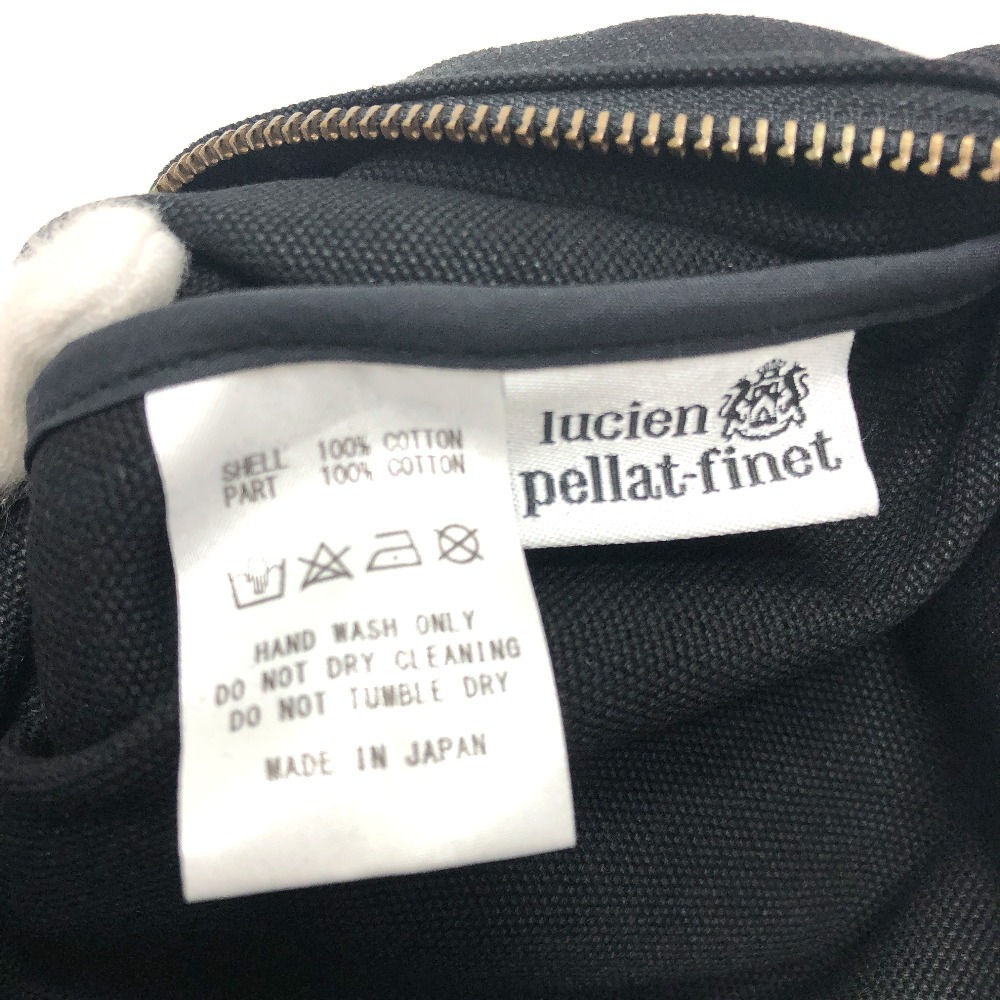 SHELL 100% COTTON
PART 100% COTTON
HAND WASH ONLY
DO NOT DRY CLEANING
DO NOT TUMBLE DRY
MADE IN JAPAN
lucien
pellat-finet